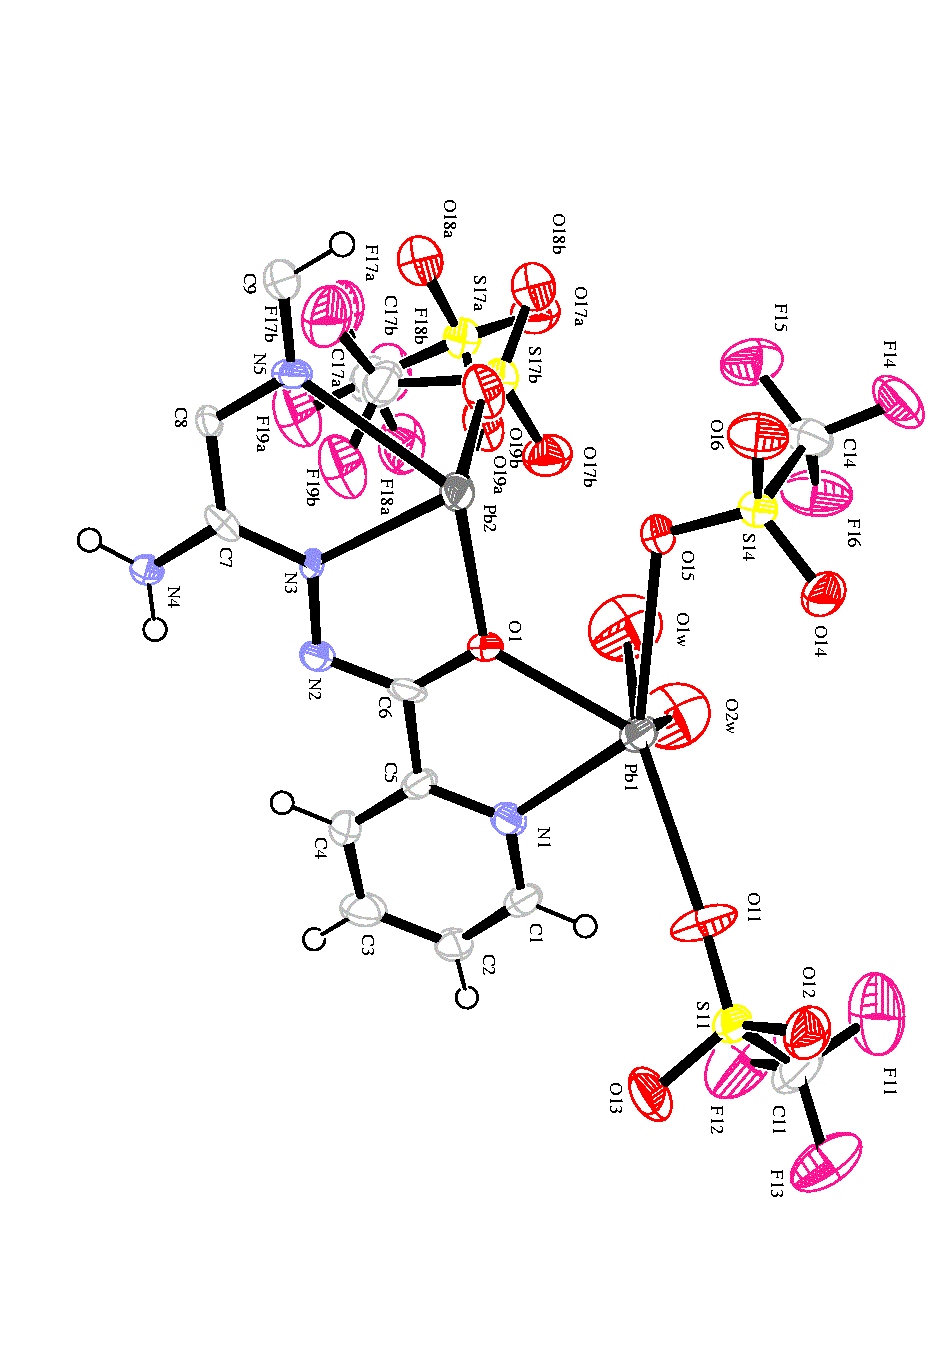 O18a
O18b
F17a
S17a
O17a
C9
C17b
F18b
F15
F17b
S17b
F14
N5
C17a
C8
F19a
O19b
O16
C14
O17b
F19b
F18a
O19a
Pb2
F16
S14
C7
N3
O15
N4
O1
O1w
O14
N2
C6
O2w
C5
Pb1
C4
N1
O11
C3
C1
C2
O12
S11
F11
O13
F12
C11
F13